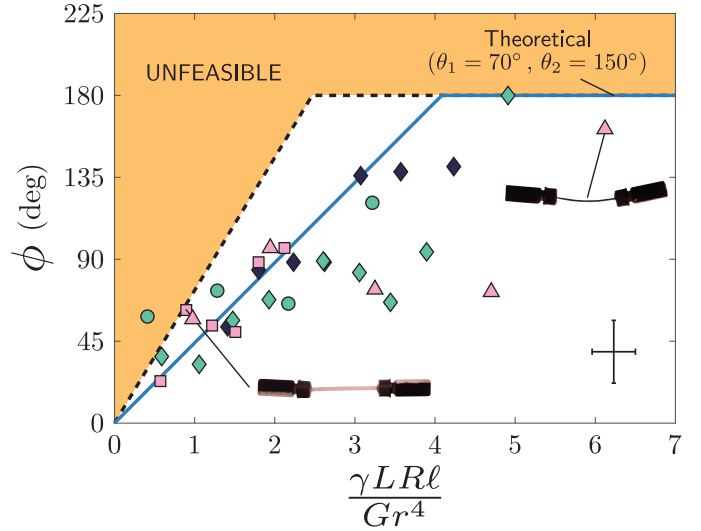 225
180
135
90
45
0
ϕ (deg)
UNFEASIBLE
Theoretical
(θ₁ = 70° , θ₂ = 150°)
0 1 2 3 4 5 6 7
γLRℓ
Gr⁴